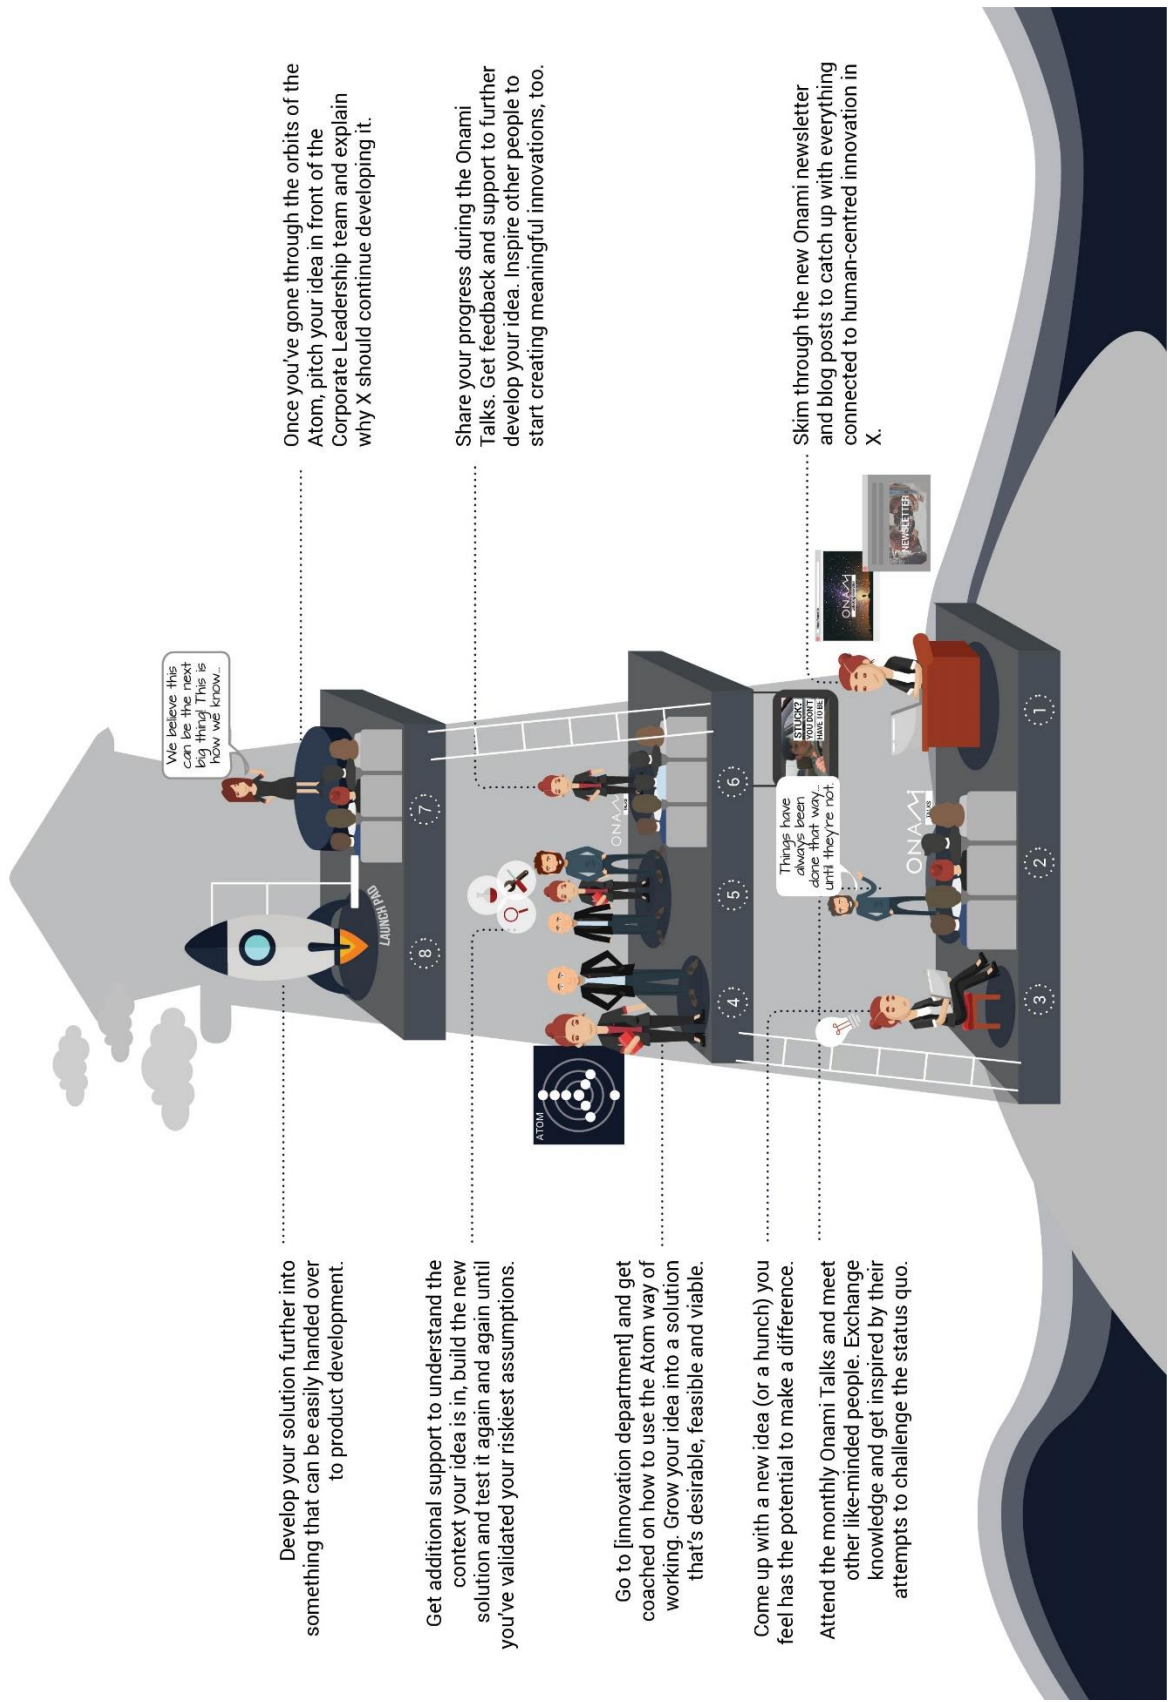 Develop your solution further into
something that can be easily handed over
to product development.
Get additional support to understand the
context your idea is in, build the new
solution and test it again and again until
you've validated your riskiest assumptions.
Go to [innovation department] and get
coached on how to use the Atom way of
working. Grow your idea into a solution
that's desirable, feasible and viable.
Come up with a new idea (or a hunch) you
feel has the potential to make a difference.
Attend the monthly Onami Talks and meet
other like-minded people. Exchange
knowledge and get inspired by their
attempts to challenge the status quo.
We believe this
can be the next
big thing! This is
how we know...
LAUNCH PAD
8
7
ATOM
ONAMI
4
5
6
STUCK?
YOU DON'T
HAVE TO BE
Things have
always been
done that way...
until they're not.
ONAMI
TALKS
3
2
1
ONAMI
NEWSLETTER
Once you've gone through the orbits of the
Atom, pitch your idea in front of the
Corporate Leadership team and explain
why X should continue developing it.
Share your progress during the Onami
Talks. Get feedback and support to further
develop your idea. Inspire other people to
start creating meaningful innovations, too.
Skim through the new Onami newsletter
and blog posts to catch up with everything
connected to human-centred innovation in
X.